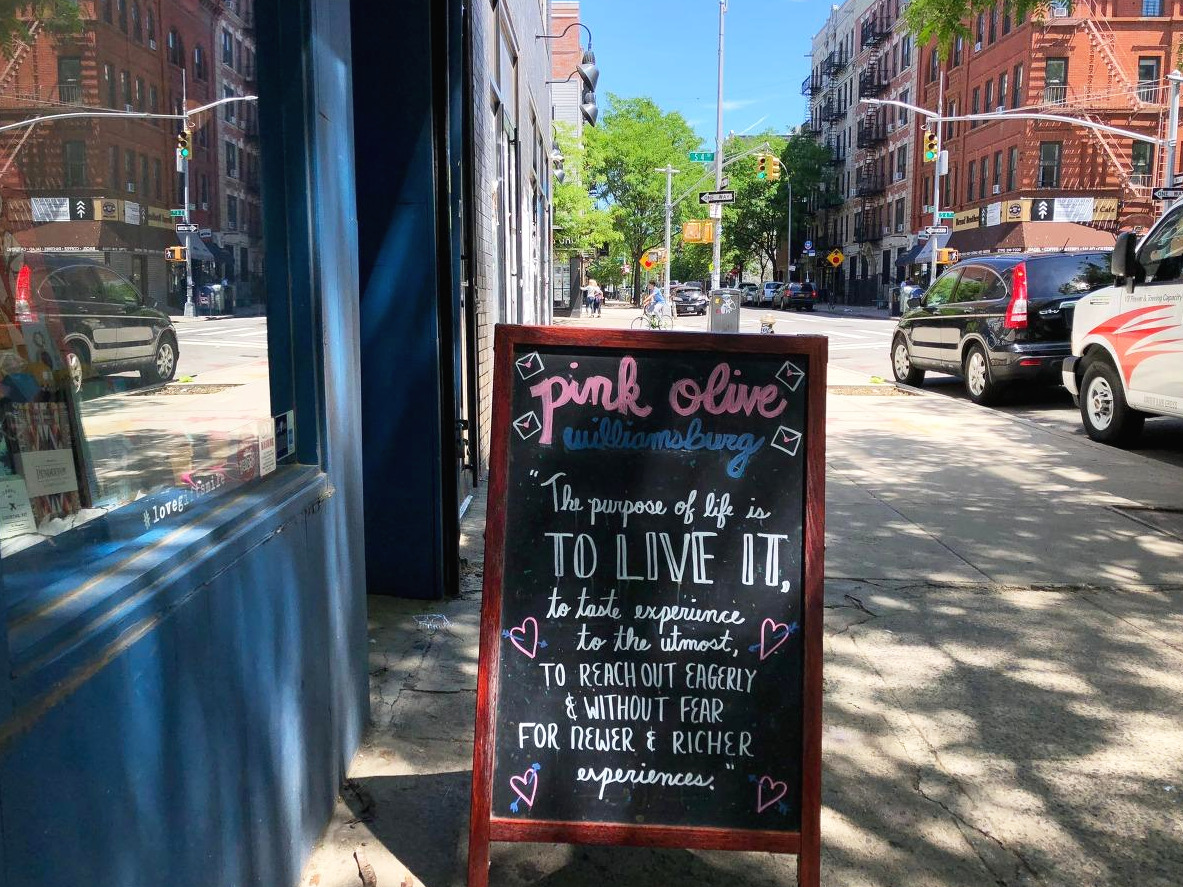 pink olive
williamsburg
"The purpose of life is
TO LIVE IT,
to taste experience
to the utmost,
TO REACH OUT EAGERLY
& WITHOUT FEAR
FOR NEWER & RICHER
experiences."
S 4